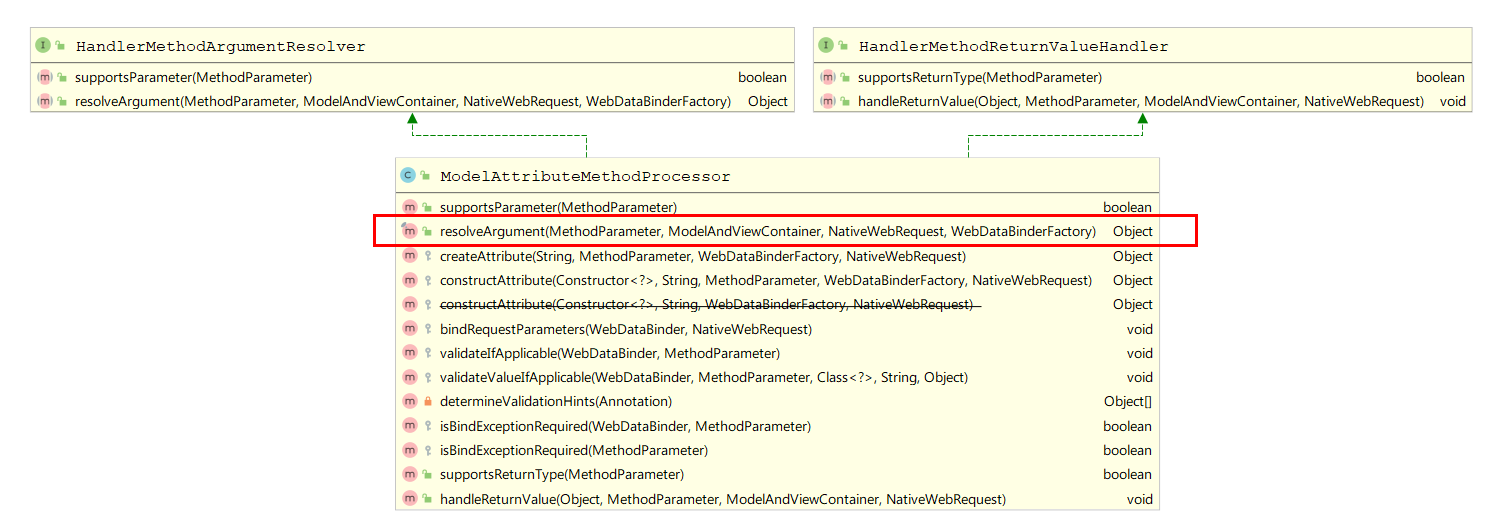 I HandlerMethodArgumentResolver
m supportsParameter(MethodParameter) boolean
m resolveArgument(MethodParameter, ModelAndViewContainer, NativeWebRequest, WebDataBinderFactory) Object
I HandlerMethodReturnValueHandler
m supportsReturnType(MethodParameter) boolean
m handleReturnValue(Object, MethodParameter, ModelAndViewContainer, NativeWebRequest) void
C ModelAttributeMethodProcessor
m supportsParameter(MethodParameter) boolean
m resolveArgument(MethodParameter, ModelAndViewContainer, NativeWebRequest, WebDataBinderFactory) Object
m createAttribute(String, MethodParameter, WebDataBinderFactory, NativeWebRequest) Object
m constructAttribute(Constructor<?>, String, MethodParameter, WebDataBinderFactory, NativeWebRequest) Object
m constructAttribute(Constructor<?>, String, WebDataBinderFactory, NativeWebRequest) Object
m bindRequestParameters(WebDataBinder, NativeWebRequest) void
m validateIfApplicable(WebDataBinder, MethodParameter) void
m validateValueIfApplicable(WebDataBinder, MethodParameter, Class<?>, String, Object) void
m determineValidationHints(Annotation) Object[]
m isBindExceptionRequired(WebDataBinder, MethodParameter) boolean
m isBindExceptionRequired(MethodParameter) boolean
m supportsReturnType(MethodParameter) boolean
m handleReturnValue(Object, MethodParameter, ModelAndViewContainer, NativeWebRequest) void